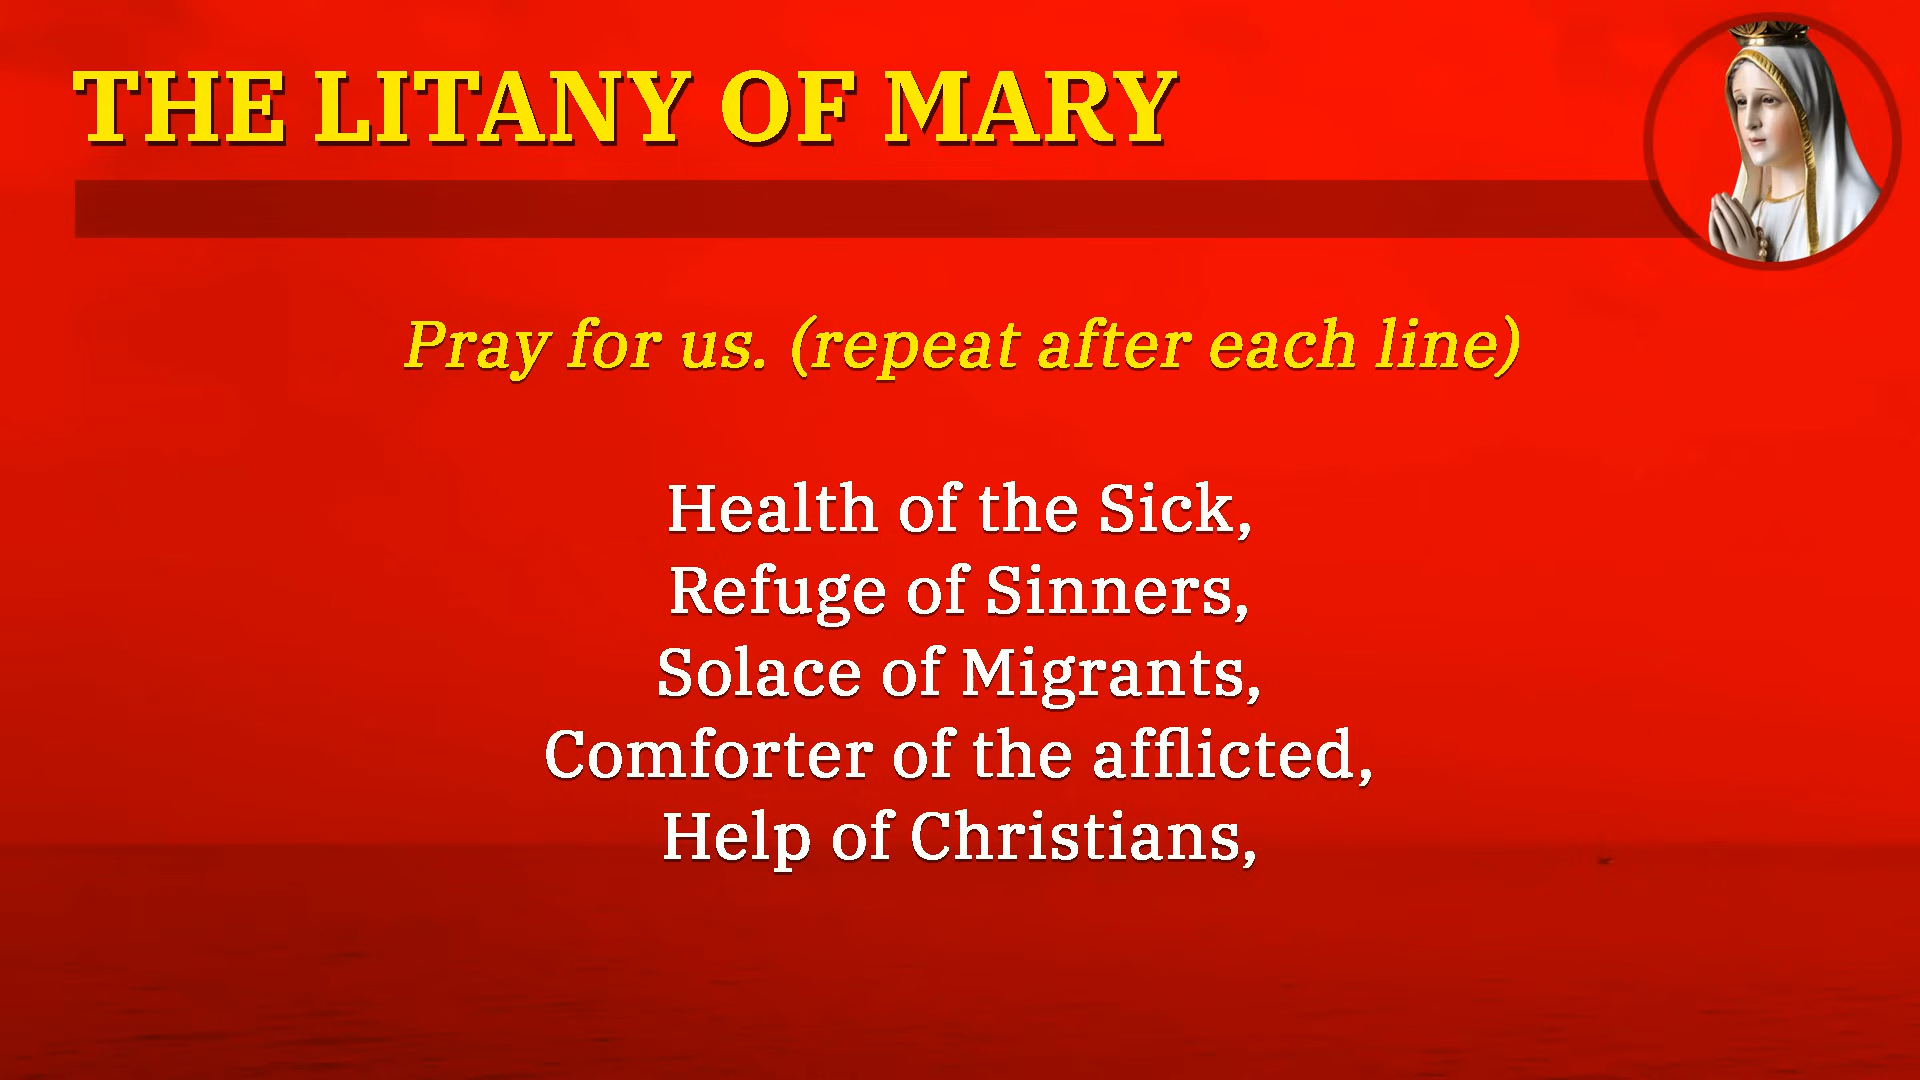 THE LITANY OF MARY
Pray for us. (repeat after each line)
Health of the Sick,
Refuge of Sinners,
Solace of Migrants,
Comforter of the afflicted,
Help of Christians,